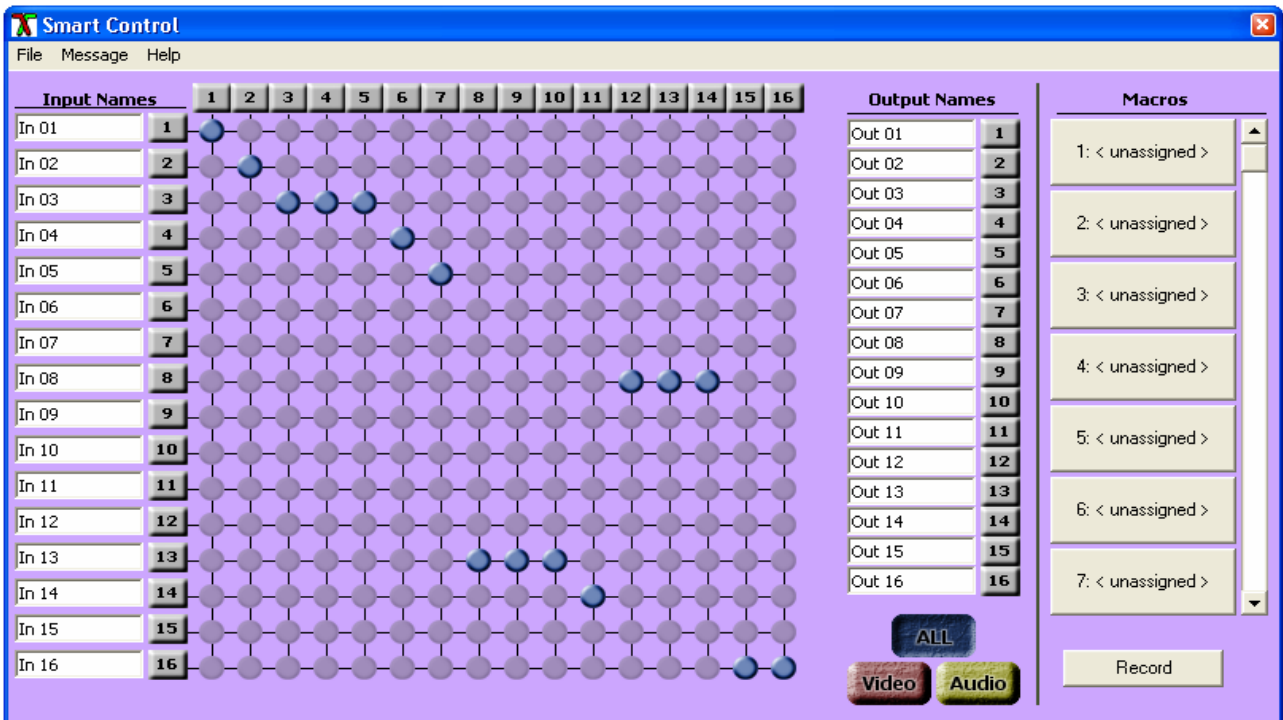 Smart Control
File Message Help
Input Names
1 2 3 4 5 6 7 8 9 10 11 12 13 14 15 16
In 01 1
In 02 2
In 03 3
In 04 4
In 05 5
In 06 6
In 07 7
In 08 8
In 09 9
In 10 10
In 11 11
In 12 12
In 13 13
In 14 14
In 15 15
In 16 16
Output Names
Out 01 1
Out 02 2
Out 03 3
Out 04 4
Out 05 5
Out 06 6
Out 07 7
Out 08 8
Out 09 9
Out 10 10
Out 11 11
Out 12 12
Out 13 13
Out 14 14
Out 15 15
Out 16 16
ALL
Video Audio
Macros
1: < unassigned >
2: < unassigned >
3: < unassigned >
4: < unassigned >
5: < unassigned >
6: < unassigned >
7: < unassigned >
Record